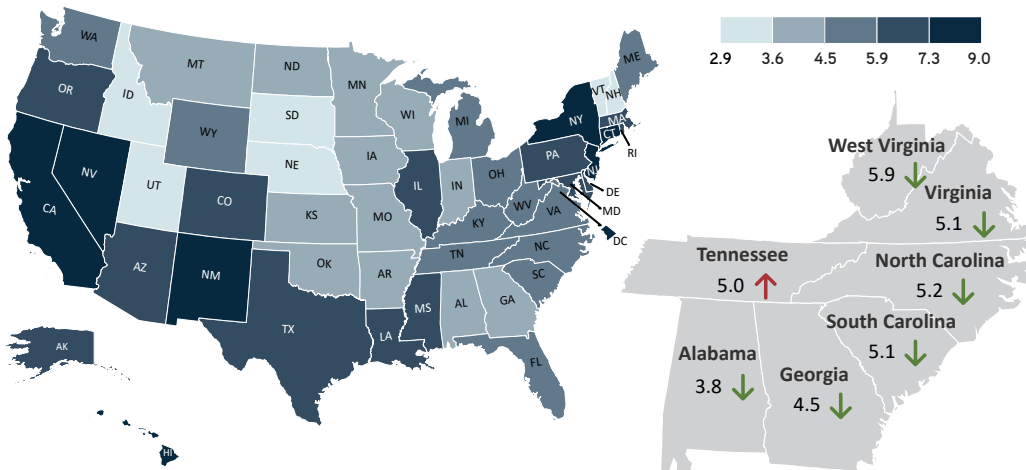 WA
OR
CA
NV
ID
MT
WY
UT
AZ
CO
NM
ND
SD
NE
KS
OK
TX
MN
IA
MO
AR
LA
WI
IL
MS
MI
IN
KY
TN
AL
OH
WV
VA
NC
SC
GA
FL
PA
NY
VT
NH
ME
MA
CT
RI
NJ
DE
MD
DC
AK
HI
2.9 3.6 4.5 5.9 7.3 9.0
West Virginia
5.9
Virginia
5.1
Tennessee
5.0
North Carolina
5.2
South Carolina
5.1
Alabama
3.8
Georgia
4.5